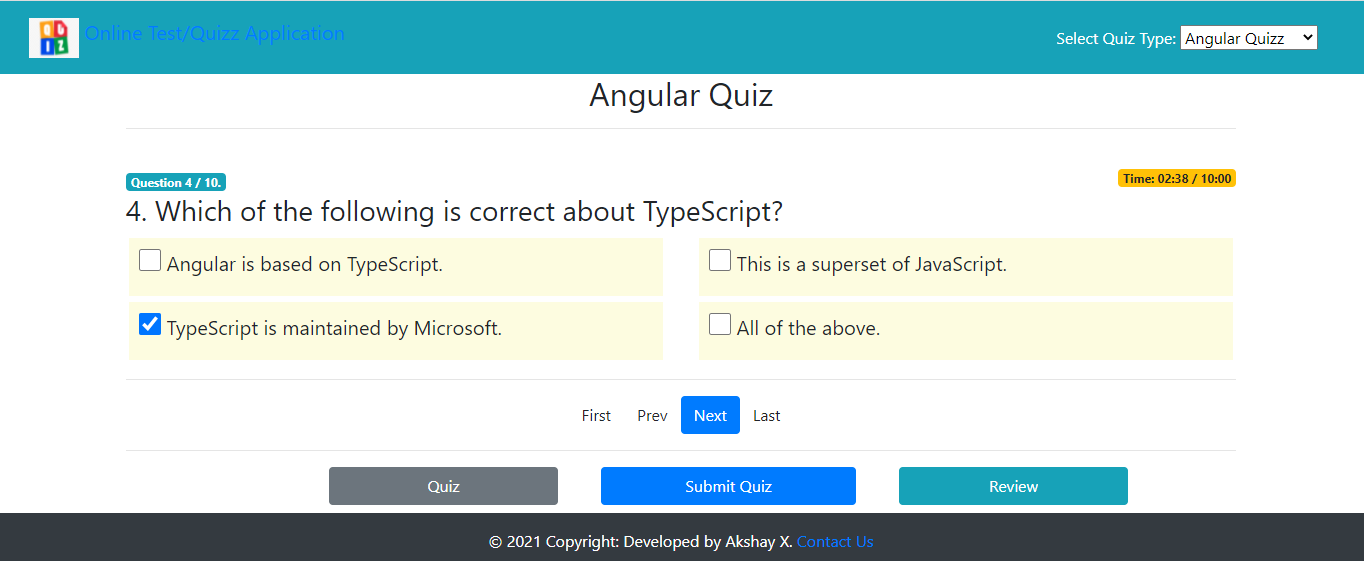 QUIZ Online Test/Quizz Application
Select Quiz Type: Angular Quizz
Angular Quiz
Question 4 / 10.
Time: 02:38 / 10:00
4. Which of the following is correct about TypeScript?
Angular is based on TypeScript.
This is a superset of JavaScript.
TypeScript is maintained by Microsoft.
All of the above.
First Prev Next Last
Quiz Submit Quiz Review
© 2021 Copyright: Developed by Akshay X. Contact Us